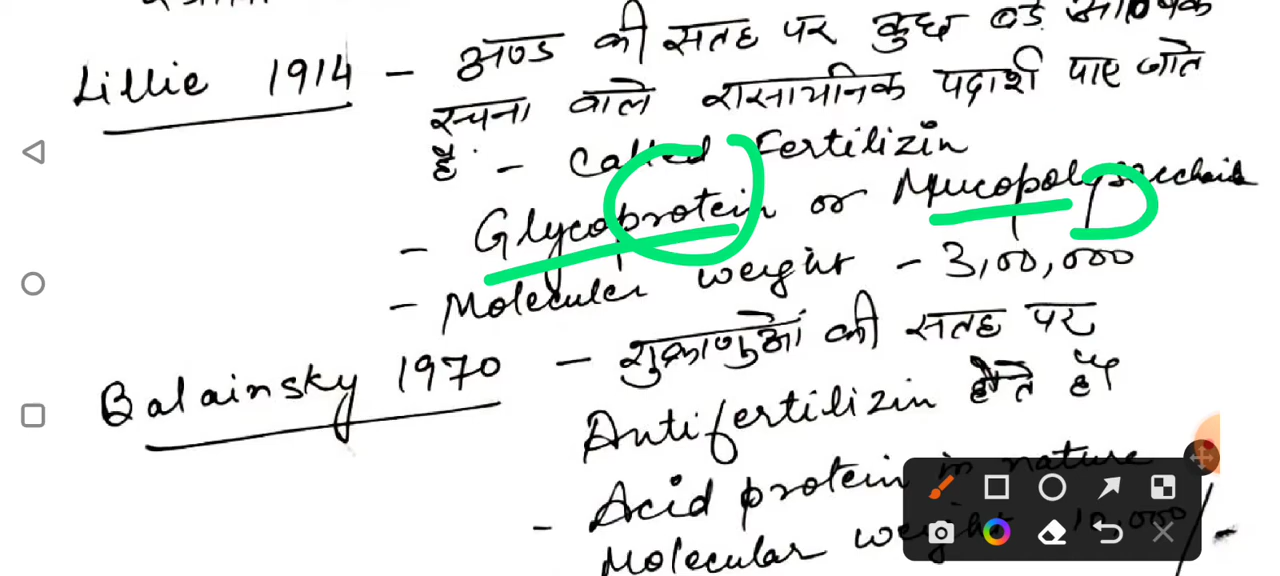 Lillie 1914 - अण्ड की सतह पर कुछ बड़े
रचना वाले रासायनिक पदार्थ पाए जाते
हैं - Called Fertilizin
- Glycoprotein or Mucopolysaccharide
- Molecular weight - 3,00,000
Balainsky 1970 - शुक्राणुओं की सतह पर
Antifertilizin होते हैं
- Acid protein in nature
Molecular weight 10,000